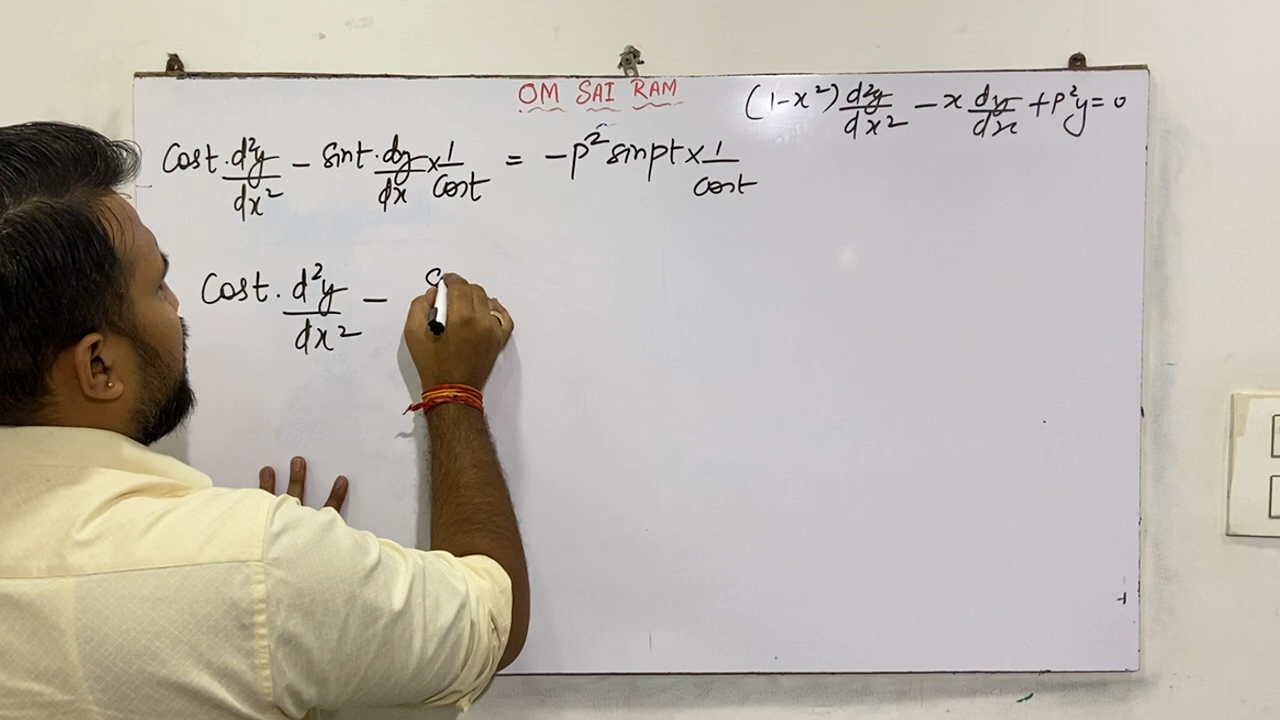 OM SAI RAM
(1-x²) d²y/dx² - x dy/dx + p²y = 0
Cost. d²y/dx² - Sint. dy/dx × 1/Cost = -p² sinpt × 1/cost
Cost. d²y/dx² -